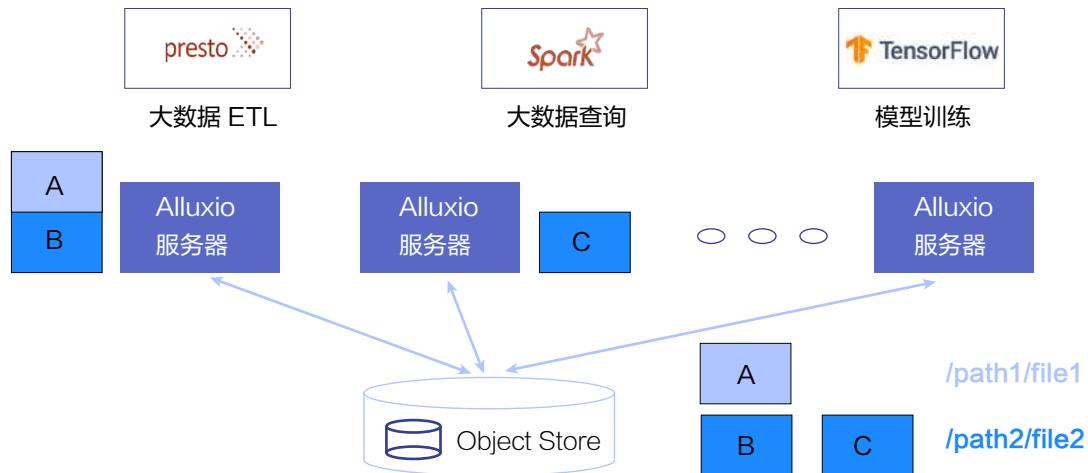 presto
Spark
TensorFlow
大数据 ETL
大数据查询
模型训练
A
B
Alluxio
服务器
Alluxio
服务器
C
Alluxio
服务器
A
/path1/file1
Object Store
B
C
/path2/file2